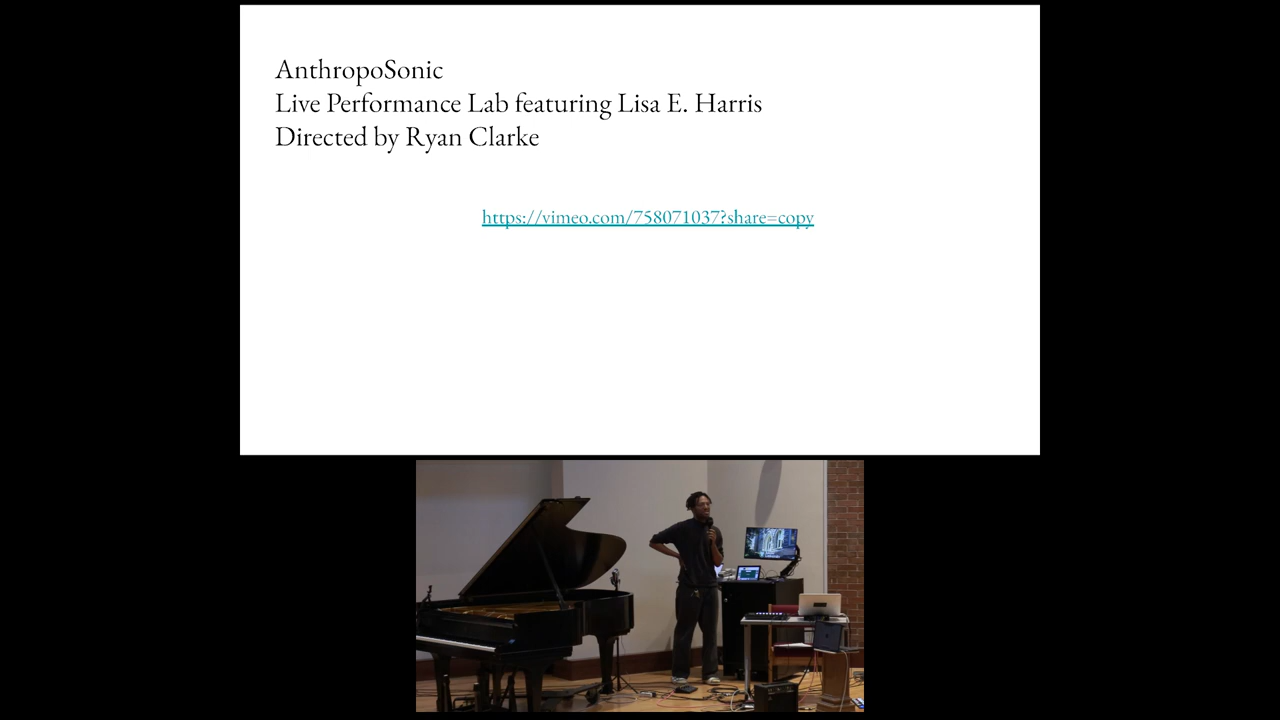 AnthropoSonic
Live Performance Lab featuring Lisa E. Harris
Directed by Ryan Clarke
https://vimeo.com/758071037?share=copy